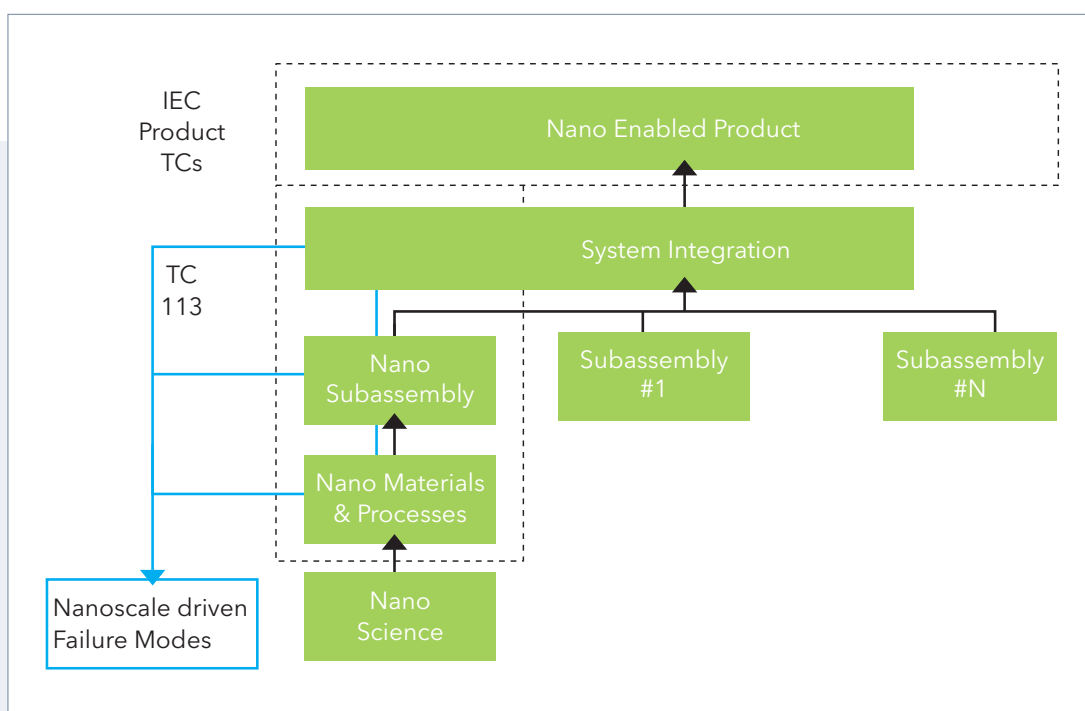 IEC
Product
TCs
Nano Enabled Product
System Integration
TC
113
Nano
Subassembly
Subassembly
#1
Subassembly
#N
Nano Materials
& Processes
Nanoscale driven
Failure Modes
Nano
Science